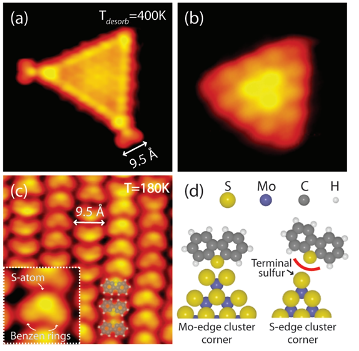 (a)
T_desorb=400K
9.5 Å
(b)
(c)
T=180K
9.5 Å
S-atom
Benzene rings
(d)
S Mo C H
Terminal
sulfur
Mo-edge cluster
corner
S-edge cluster
corner